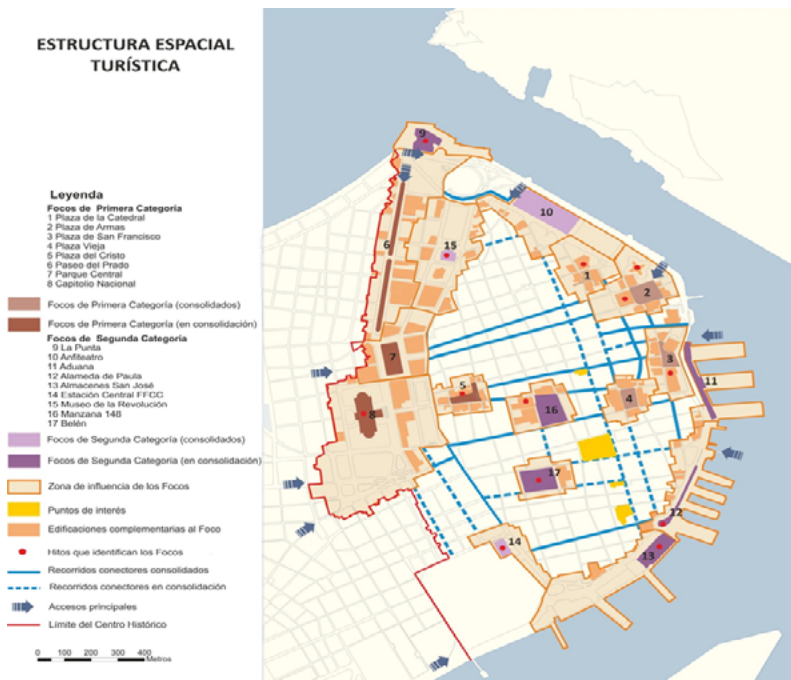 ESTRUCTURA ESPACIAL
TURÍSTICA
Leyenda
Focos de Primera Categoría
1 Plaza de la Catedral
2 Plaza de Armas
3 Plaza de San Francisco
4 Plaza Vieja
5 Plaza del Cristo
6 Paseo del Prado
7 Parque Central
8 Capitolio Nacional
Focos de Primera Categoría (consolidados)
Focos de Primera Categoría (en consolidación)
Focos de Segunda Categoría
9 La Punta
10 Anfiteatro
11 Aduana
12 Alameda de Paula
13 Almacenes San José
14 Estación Central FFCC
15 Museo de la Revolución
16 Manzana 148
17 Belén
Focos de Segunda Categoría (consolidados)
Focos de Segunda Categoría (en consolidación)
Zona de influencia de los Focos
Puntos de interés
Edificaciones complementarias al Foco
Hitos que identifican los Focos
Recorridos conectores consolidados
Recorridos conectores en consolidación
Accesos principales
Límite del Centro Histórico
0 100 200 300 400
Metros
9
10
6
15
1
2
7
3
11
5
4
16
8
17
12
14
13